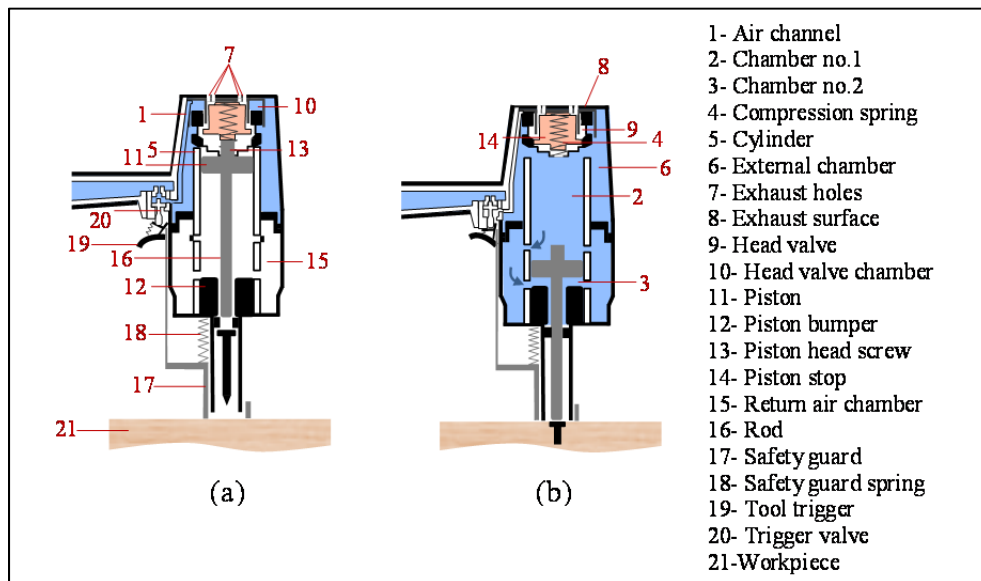 7
8
1
10
9
5
13
14
4
11
6
2
20
19
16
15
12
3
18
17
21
(a)
(b)
1- Air channel
2- Chamber no.1
3- Chamber no.2
4- Compression spring
5- Cylinder
6- External chamber
7- Exhaust holes
8- Exhaust surface
9- Head valve
10- Head valve chamber
11- Piston
12- Piston bumper
13- Piston head screw
14- Piston stop
15- Return air chamber
16- Rod
17- Safety guard
18- Safety guard spring
19- Tool trigger
20- Trigger valve
21-Workpiece